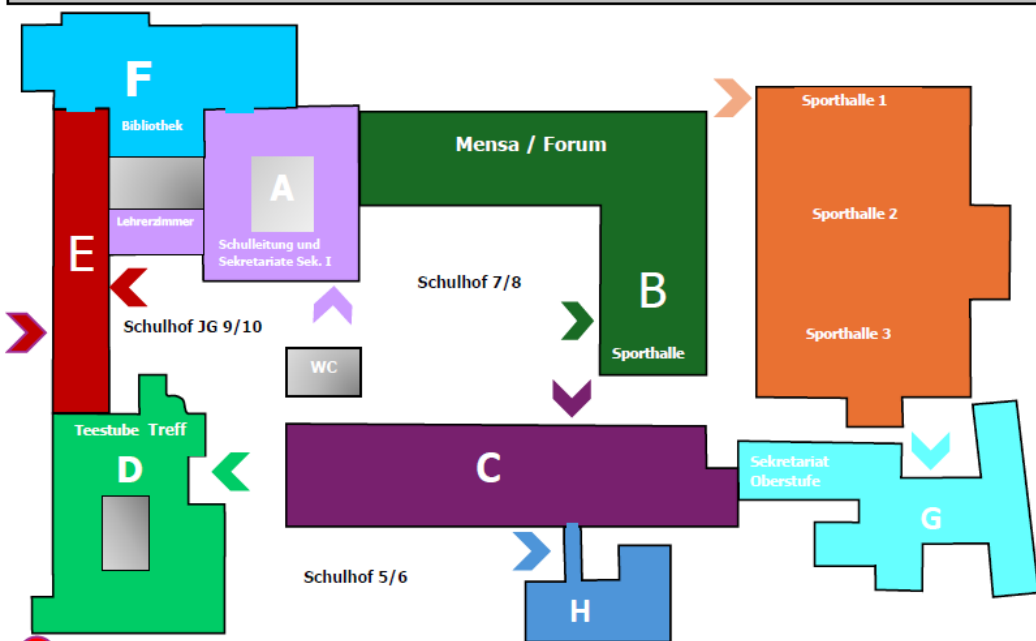 F
Bibliothek
Sporthalle 1
Mensa / Forum
A
Lehrerzimmer
Schulleitung und
Sekretariate Sek. I
Sporthalle 2
E
Schulhof 7/8
B
Schulhof JG 9/10
Sporthalle 3
Sporthalle
WC
Teestube Treff
D
C
Sekretariat
Oberstufe
G
Schulhof 5/6
H